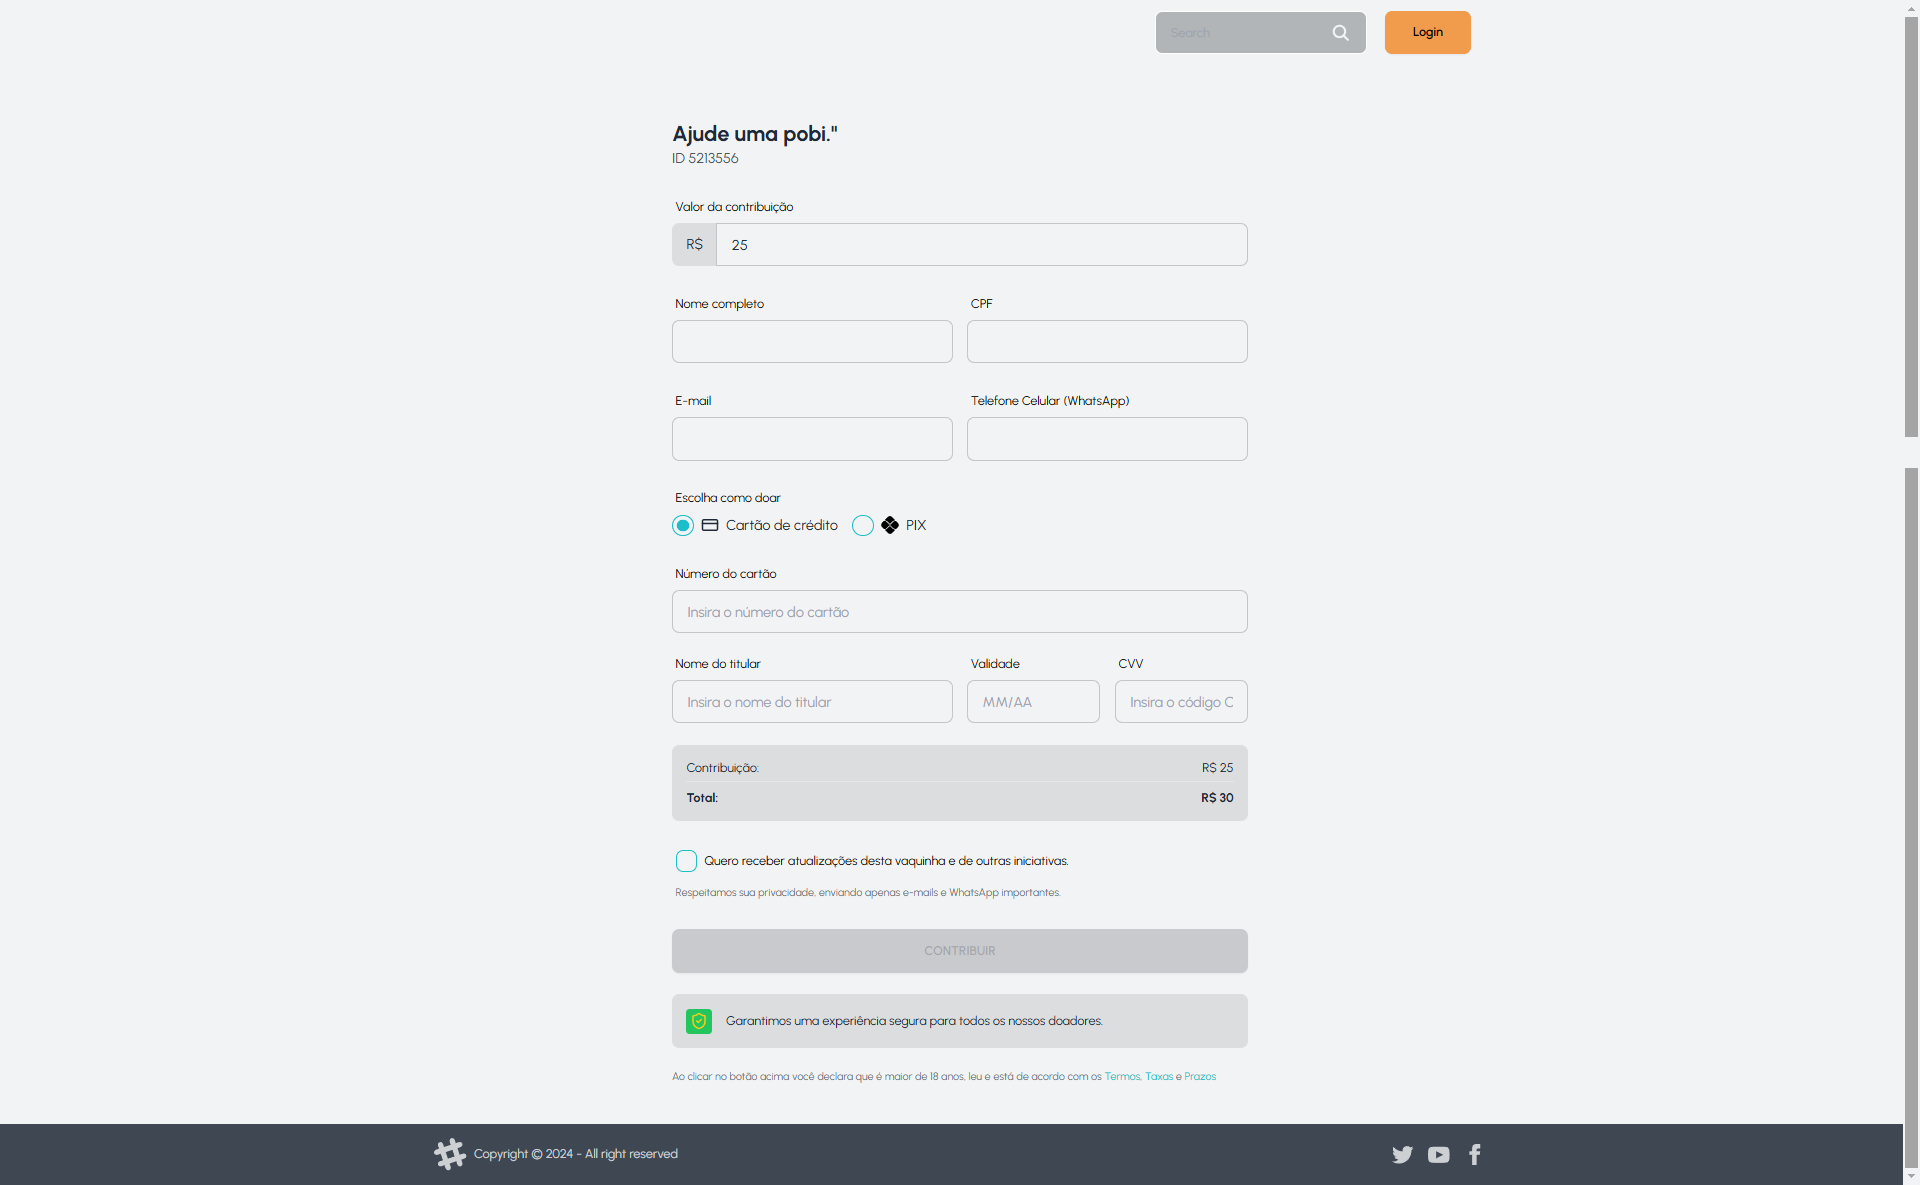 Search
Login
Ajude uma pobi."
ID 5213556
Valor da contribuição
R$ 25
Nome completo CPF
E-mail Telefone Celular (WhatsApp)
Escolha como doar
Cartão de crédito PIX
Número do cartão
Insira o número do cartão
Nome do titular Validade CVV
Insira o nome do titular MM/AA Insira o código C
Contribuição: R$ 25
Total: R$ 30
Quero receber atualizações desta vaquinha e de outras iniciativas.
Respeitamos sua privacidade, enviando apenas e-mails e WhatsApp importantes.
CONTRIBUIR
Garantimos uma experiência segura para todos os nossos doadores.
Ao clicar no botão acima você declara que é maior de 18 anos, leu e está de acordo com os Termos, Taxas e Prazos
Copyright © 2024 - All right reserved